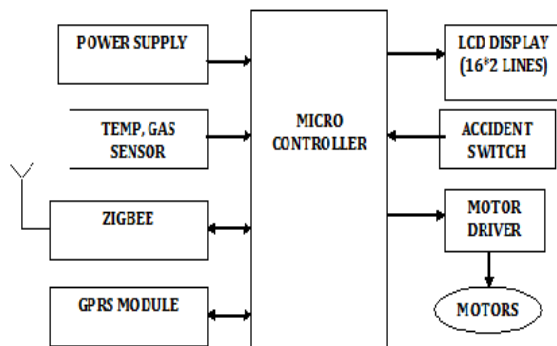 POWER SUPPLY
TEMP, GAS
SENSOR
ZIGBEE
GPRS MODULE
MICRO
CONTROLLER
LCD DISPLAY
(16*2 LINES)
ACCIDENT
SWITCH
MOTOR
DRIVER
MOTORS